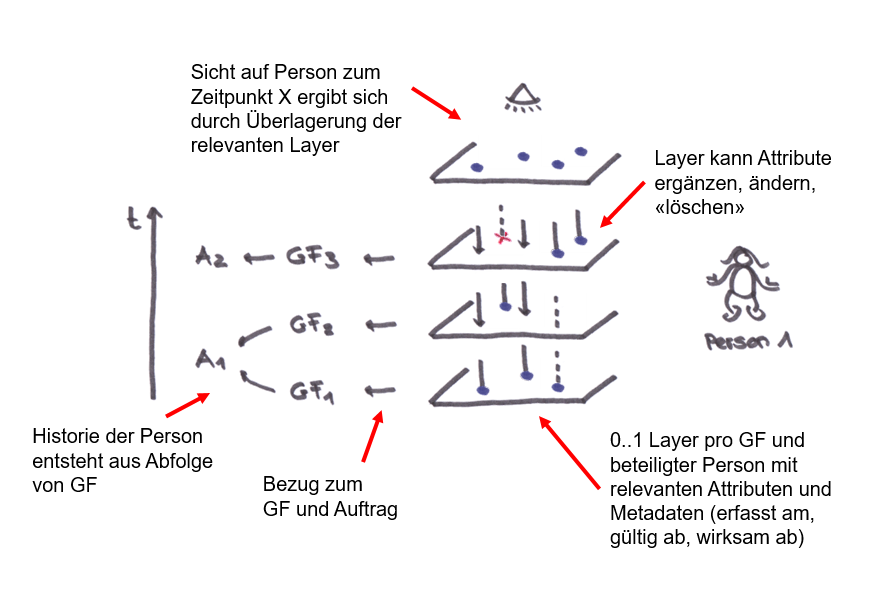 Sicht auf Person zum
Zeitpunkt X ergibt sich
durch Überlagerung der
relevanten Layer
Layer kann Attribute
ergänzen, ändern,
«löschen»
t
A2 GF3
GF2
A1
GF1
Person 1
Historie der Person
entsteht aus Abfolge
von GF
Bezug zum
GF und Auftrag
0..1 Layer pro GF und
beteiligter Person mit
relevanten Attributen und
Metadaten (erfasst am,
gültig ab, wirksam ab)